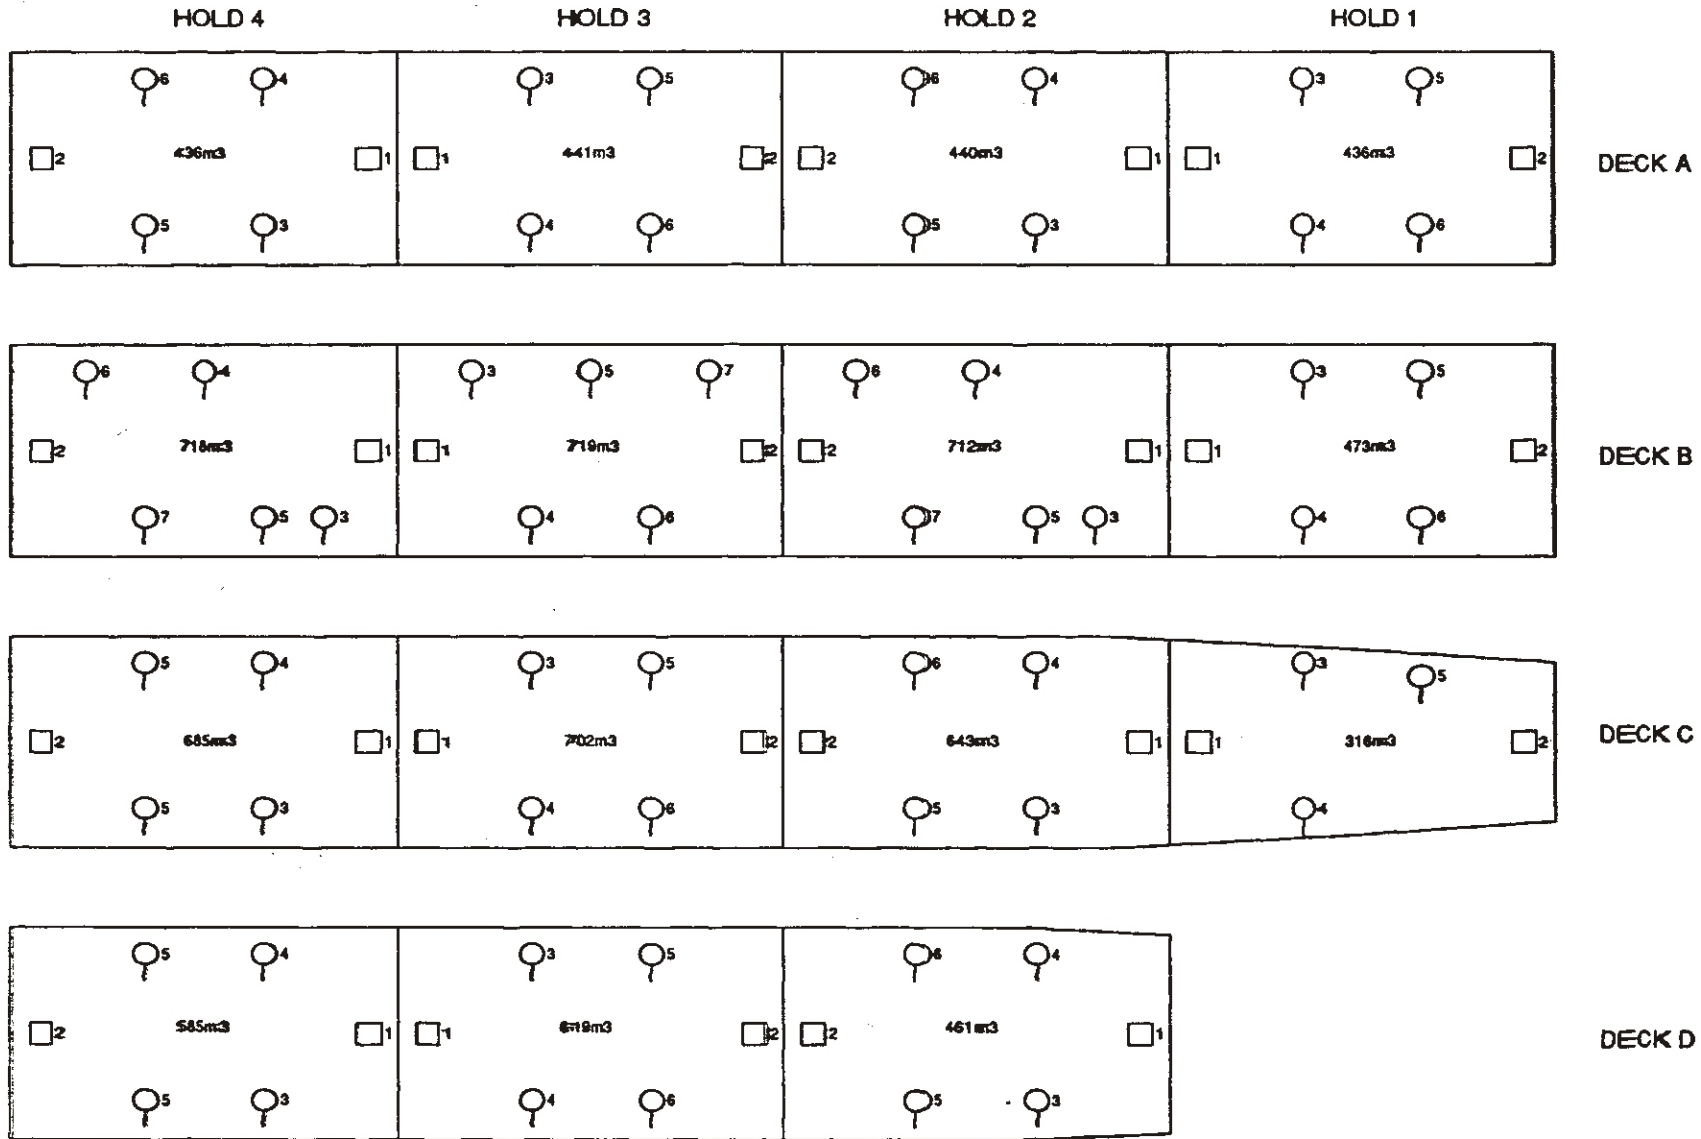 HOLD 4 HOLD 3 HOLD 2 HOLD 1
6 4 3 5 6 4 3 5
436m3 441m3 440m3 436m3
2 1 1 2 2 1 1 2 DECK A
5 3 4 6 5 3 4 6
6 4 3 5 7 6 4 3 5
718m3 719m3 712m3 473m3
2 1 1 2 2 1 1 2 DECK B
7 5 3 4 6 7 5 3 4 6
5 4 3 5 6 4 3 5
2 685m3 1 1 702m3 2 2 643m3 1 1 316m3 2 DECK C
5 3 4 6 5 3 4
5 4 3 5 6 4
585m3 619m3 461m3
2 1 1 2 2 1 DECK D
5 3 4 6 5 3